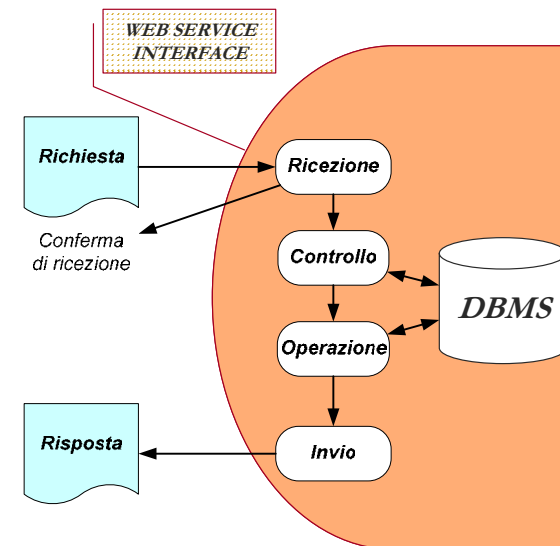 WEB SERVICE
INTERFACE
Richiesta
Ricezione
Conferma
di ricezione
Controllo
DBMS
Operazione
Risposta
Invio